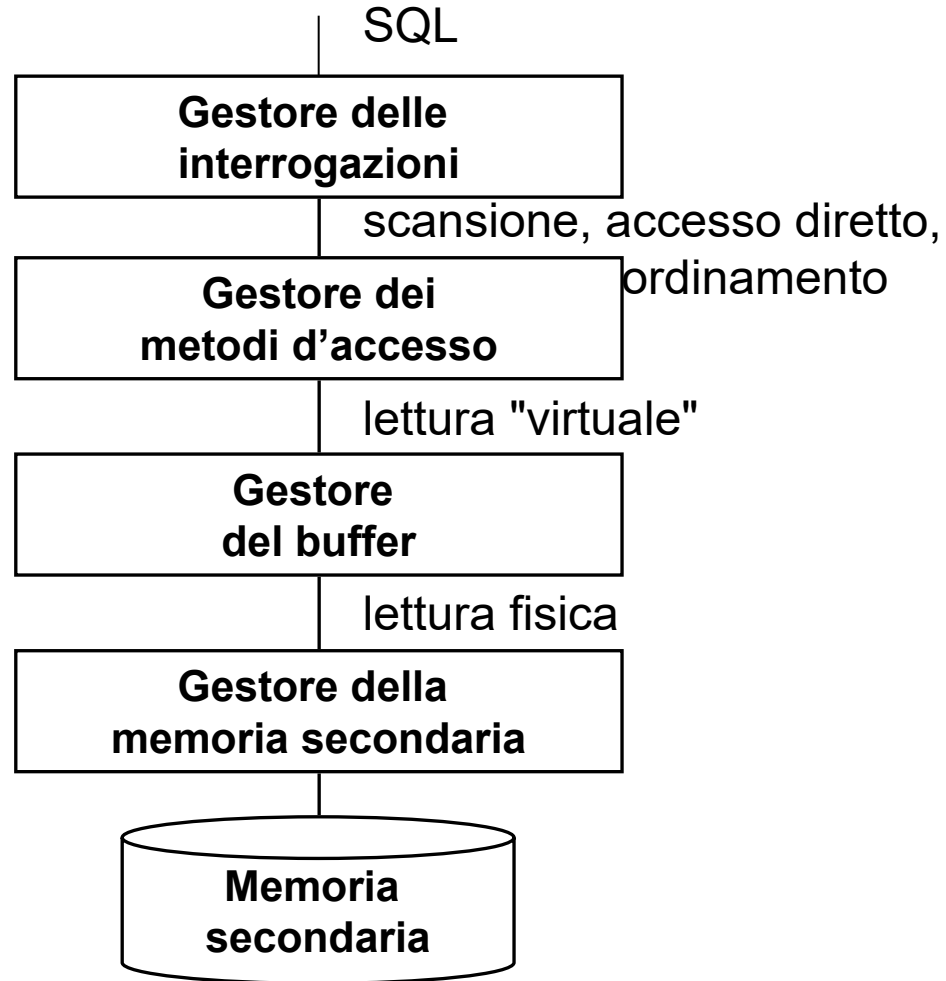 SQL
Gestore delle
interrogazioni
scansione, accesso diretto,
ordinamento
Gestore dei
metodi d’accesso
lettura "virtuale"
Gestore
del buffer
lettura fisica
Gestore della
memoria secondaria
Memoria
secondaria